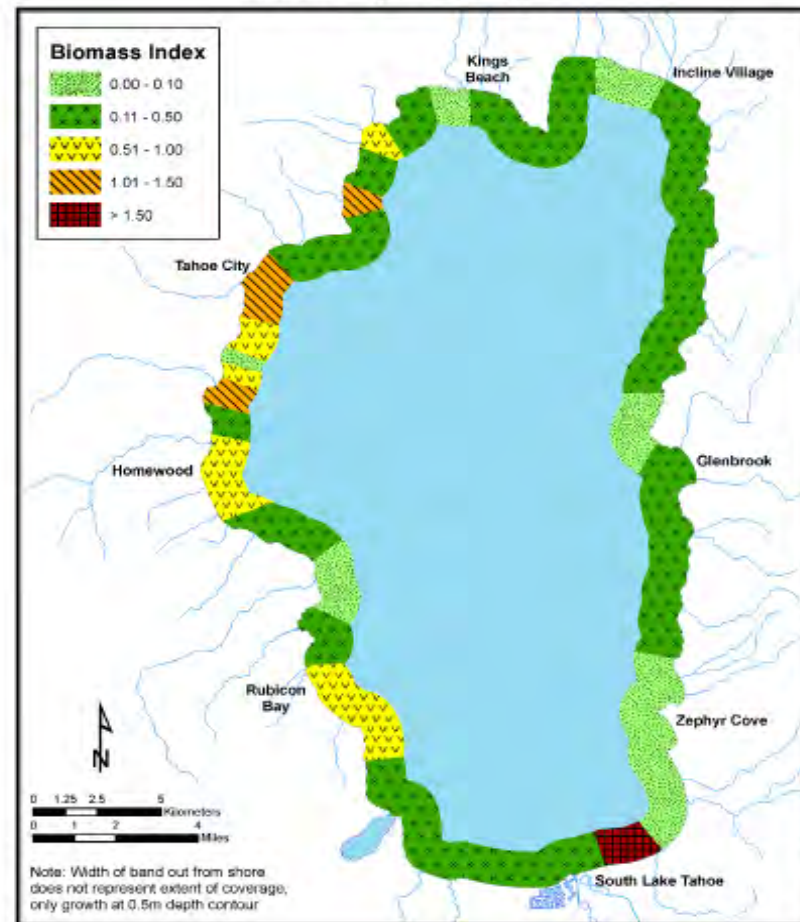 Biomass Index
0.00 - 0.10
0.11 - 0.50
0.51 - 1.00
1.01 - 1.50
> 1.50
Kings
Beach
Incline Village
Tahoe City
Homewood
Glenbrook
Rubicon
Bay
Zephyr Cove
South Lake Tahoe
N
0 1.25 2.5 5
Kilometers
0 1 2 4
Miles
Note: Width of band out from shore
does not represent extent of coverage,
only growth at 0.5m depth contour